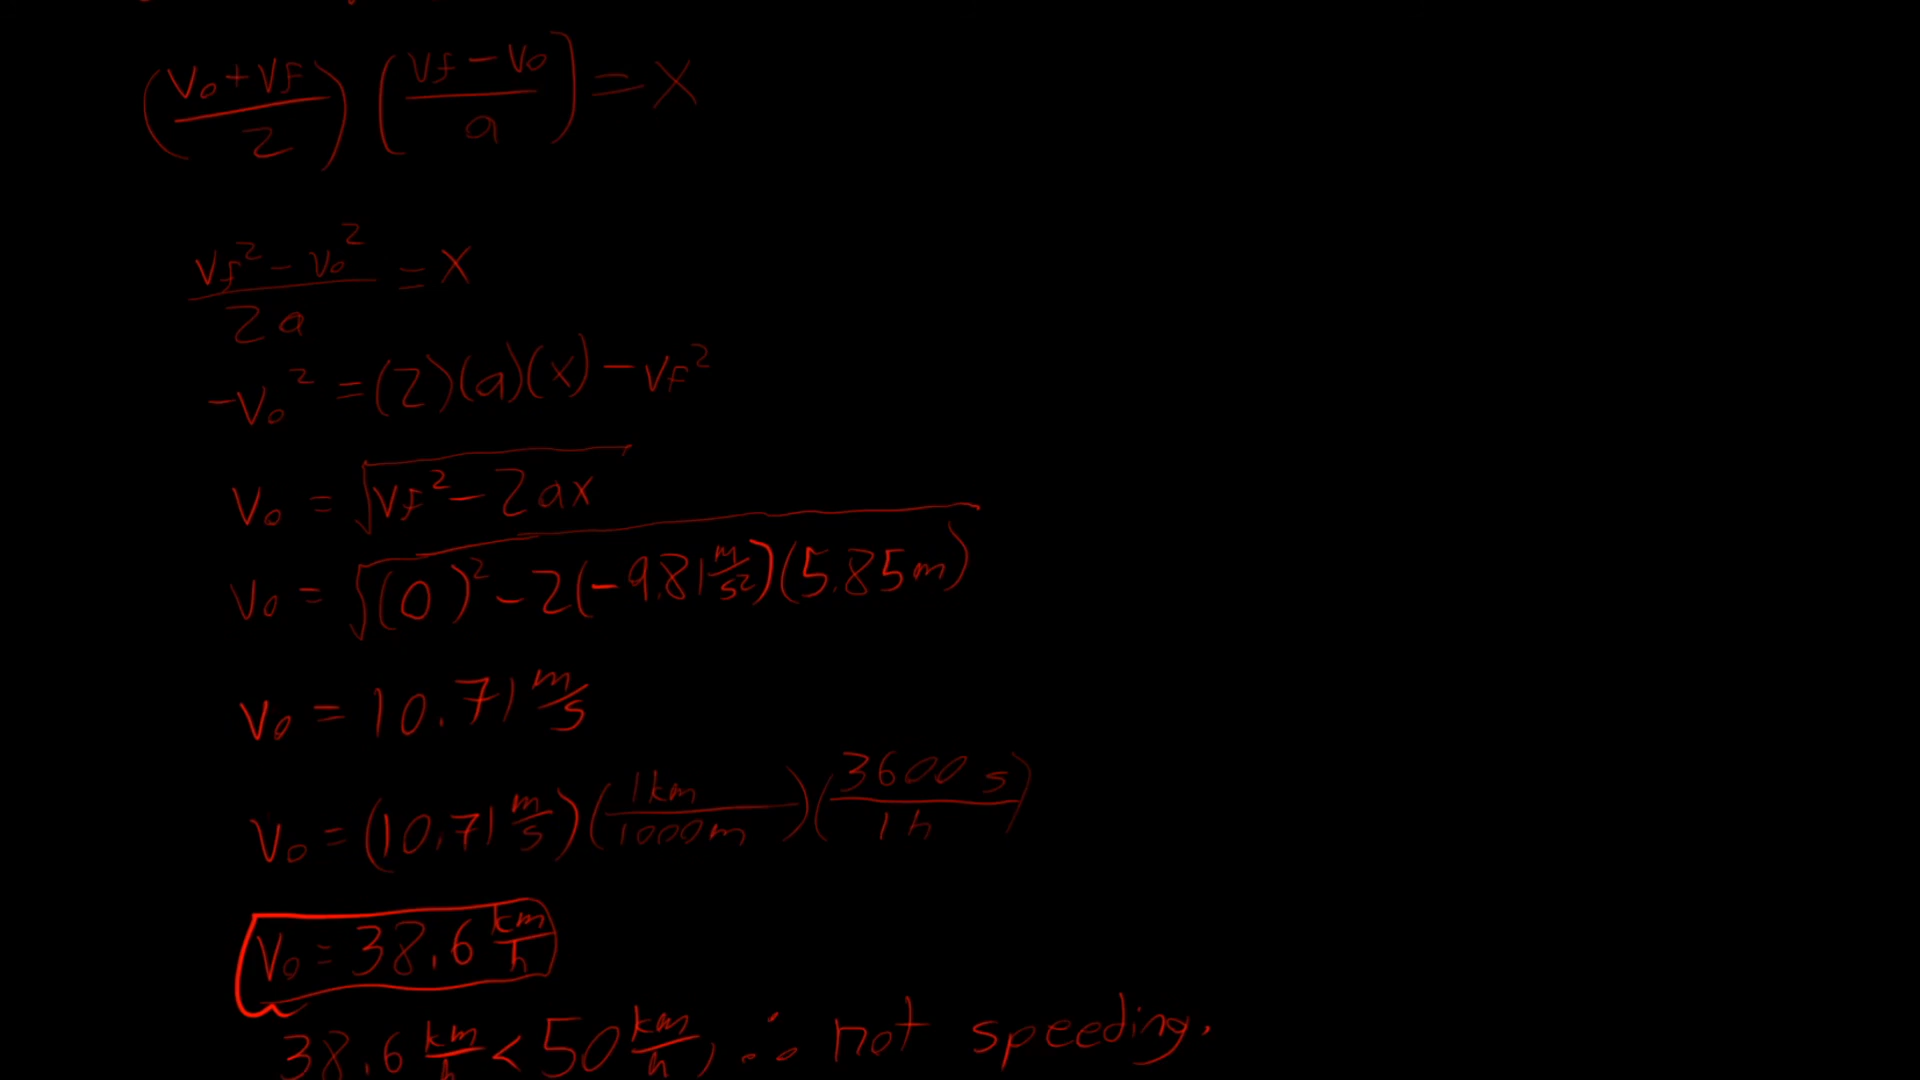 (v₀+vf/2)(vf-v₀/a)=x
vf²-v₀²/2a=x
-v₀²=(2)(a)(x)-vf²
v₀=√vf²-2ax
v₀=√(0)²-2(-9.81 m/s²)(5.85m)
v₀=10.71 m/s
v₀=(10.71 m/s)(1km/1000m)(3600 s/1 h)
v₀=38.6 km/h
38.6 km/h<50 km/h, ∴ not speeding.